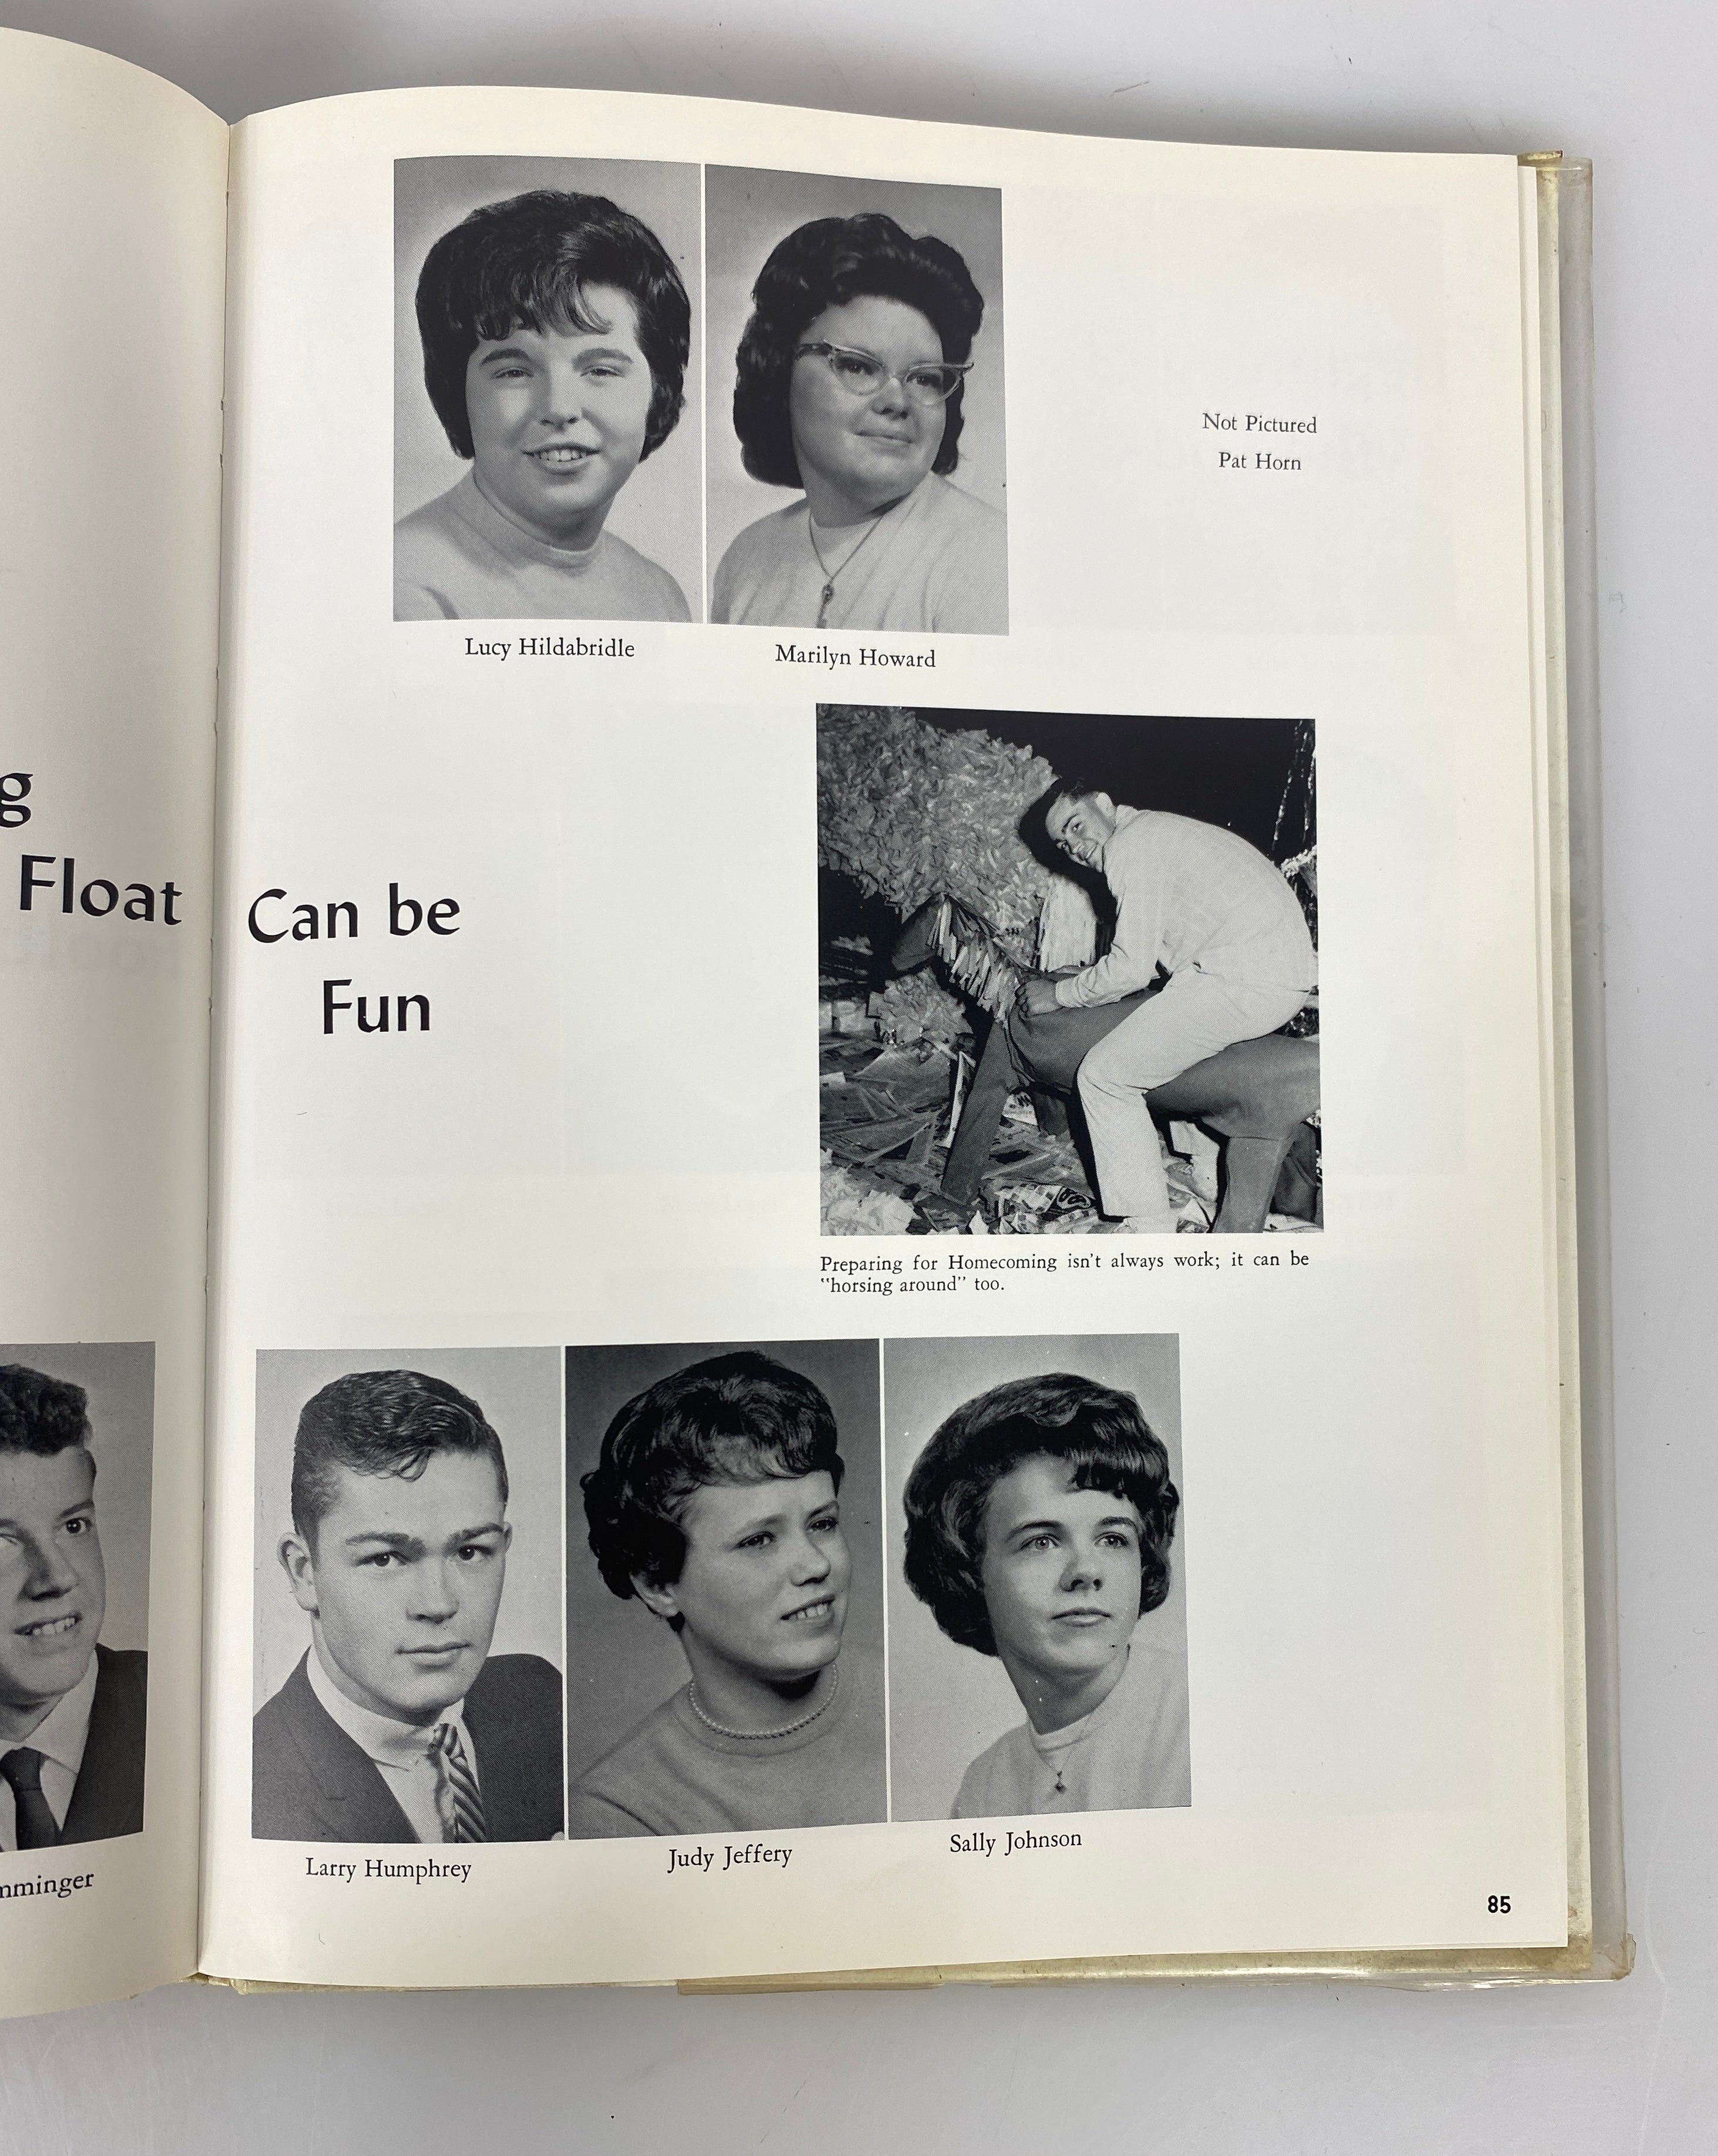 Not Pictured
Pat Horn
Lucy Hildabridle
Marilyn Howard
g
Float
Can be
Fun
Preparing for Homecoming isn't always work; it can be
"horsing around" too.
mminger
Larry Humphrey
Judy Jeffery
Sally Johnson
85